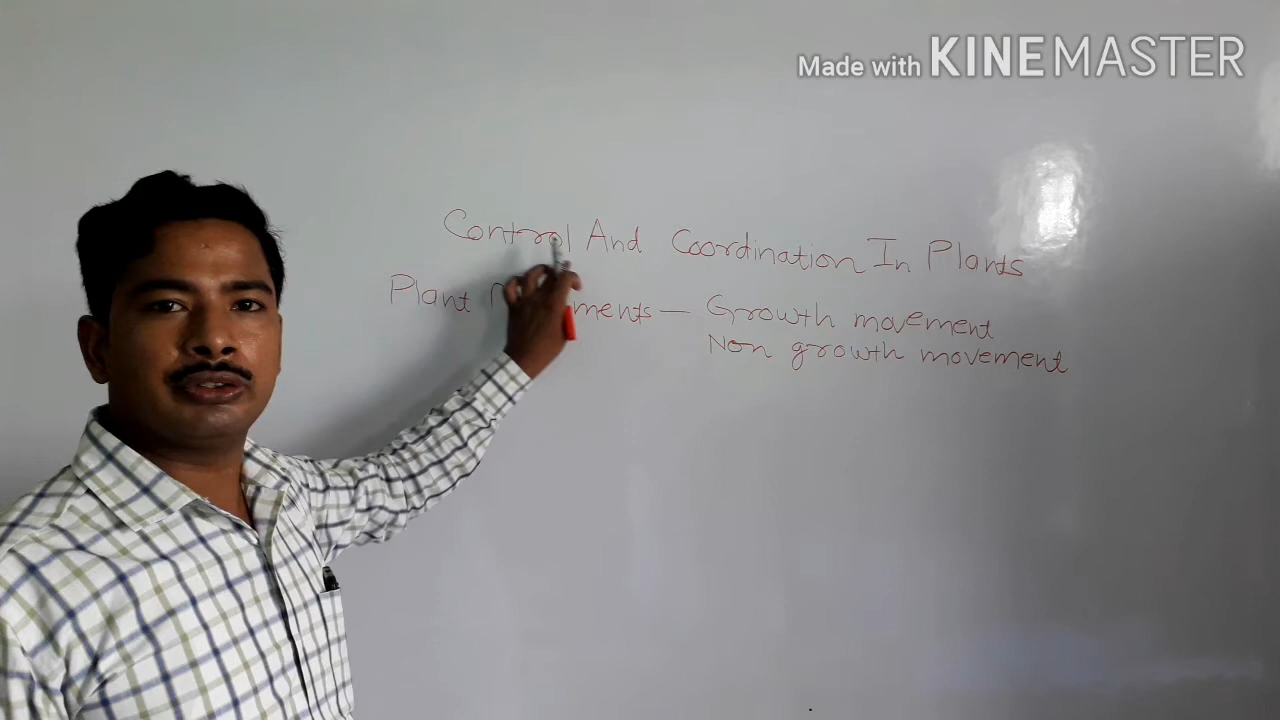 Made with KINEMASTER
Control And Coordination In Plants
Plant ments — Growth movement
Non growth movement